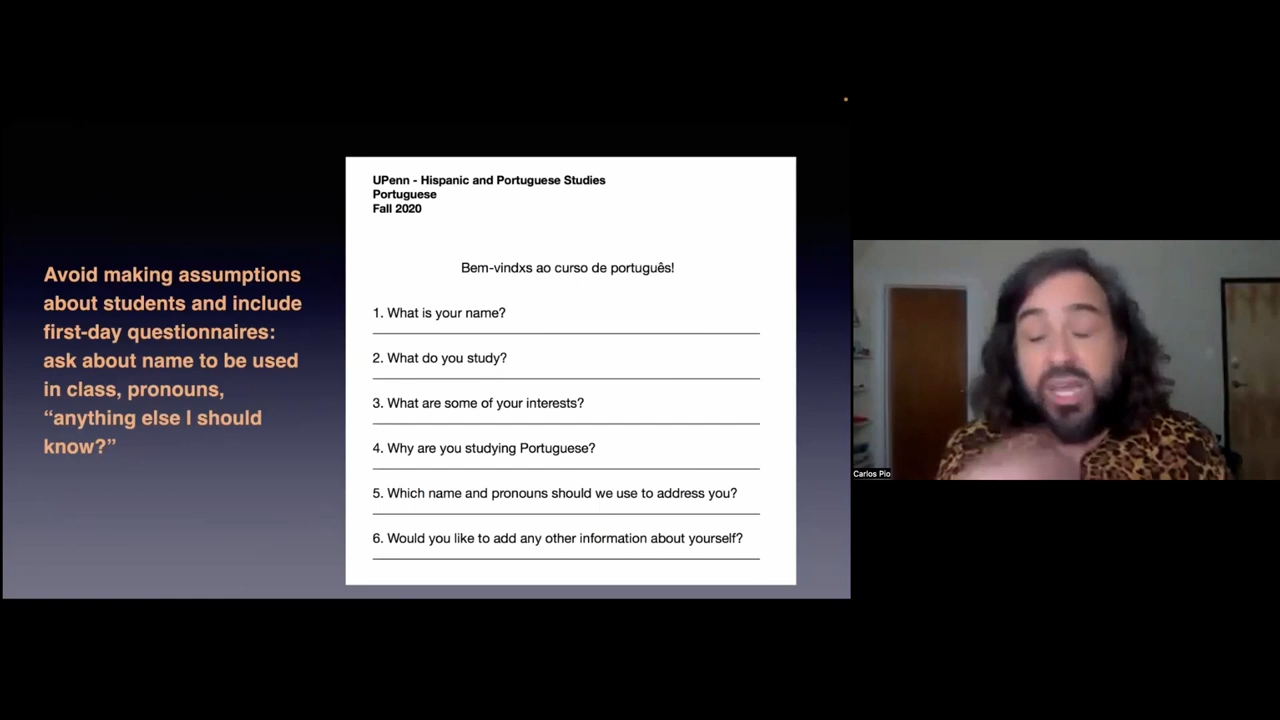 Avoid making assumptions
about students and include
first-day questionnaires:
ask about name to be used
in class, pronouns,
“anything else I should
know?”
UPenn - Hispanic and Portuguese Studies
Portuguese
Fall 2020
Bem-vindxs ao curso de português!
1. What is your name?
2. What do you study?
3. What are some of your interests?
4. Why are you studying Portuguese?
5. Which name and pronouns should we use to address you?
6. Would you like to add any other information about yourself?
Carlos Pio